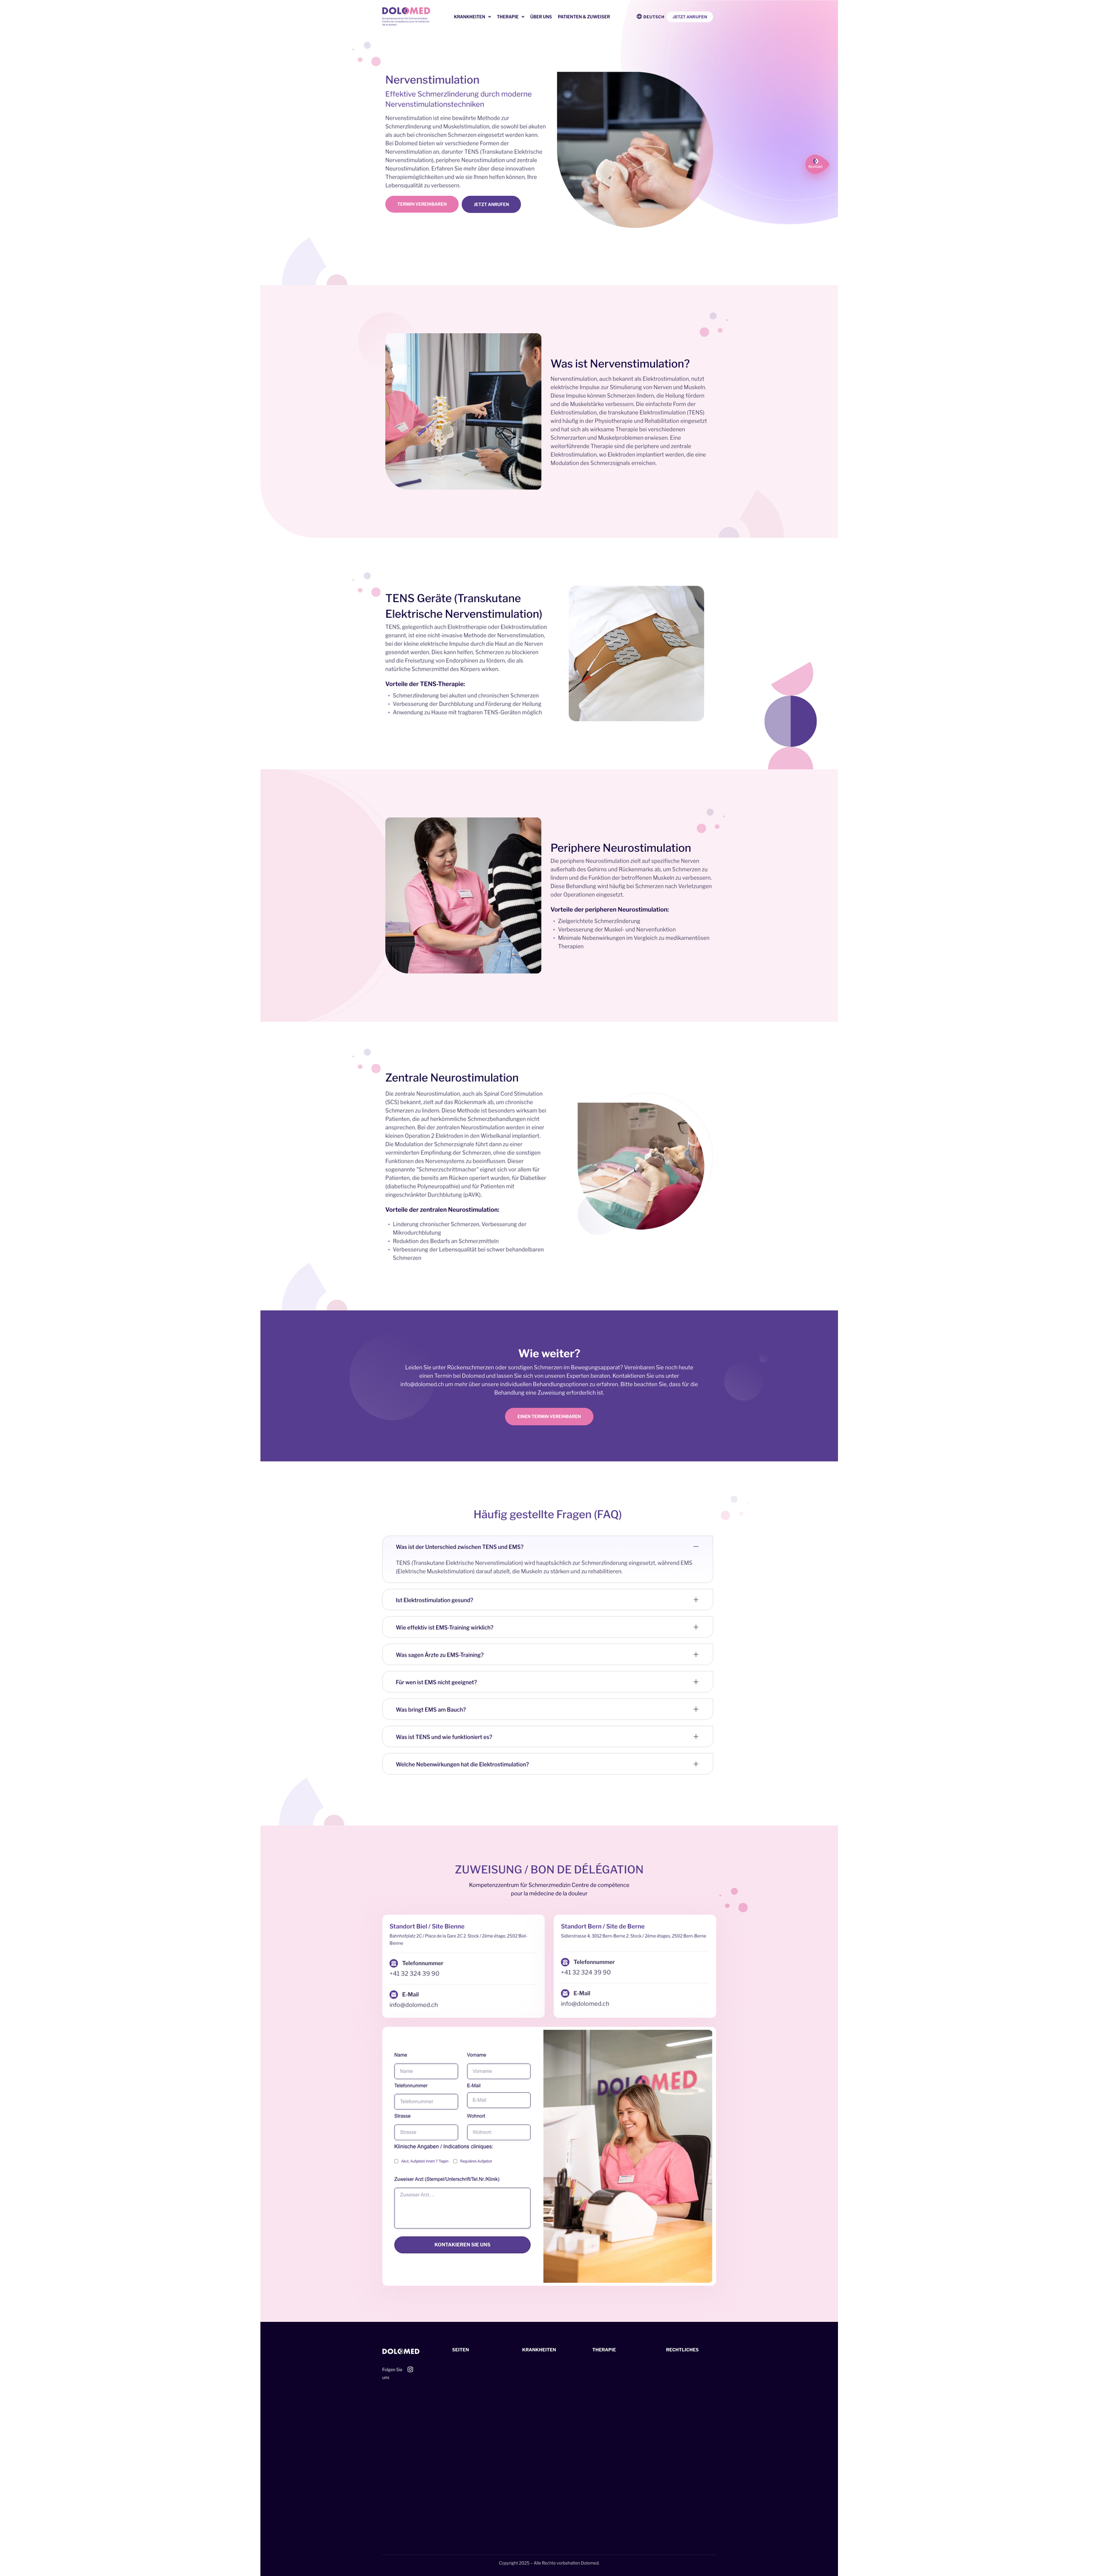 DOLOMED
KRANKHEITEN
THERAPIE
ÜBER UNS
PATIENTEN & ZUWEISER
DEUTSCH
JETZT ANRUFEN
Nervenstimulation
Effektive Schmerzlinderung durch moderne
Nervenstimulationstechniken
Nervenstimulation ist eine bewährte Methode zur
Schmerzlinderung und Muskelstimulation, die sowohl bei akuten
als auch bei chronischen Schmerzen eingesetzt werden kann.
Bei Dolomed bieten wir verschiedene Formen der
Nervenstimulation an, darunter TENS (Transkutane Elektrische
Nervenstimulation), periphere Neurostimulation und zentrale
Neurostimulation. Erfahren Sie mehr über diese innovativen
Therapiemöglichkeiten und wie sie Ihnen helfen können, Ihre
Lebensqualität zu verbessern.
TERMIN VEREINBAREN
JETZT ANRUFEN
Was ist Nervenstimulation?
Nervenstimulation, auch bekannt als Elektrostimulation, nutzt
elektrische Impulse zur Stimulierung von Nerven und Muskeln.
Diese Impulse können Schmerzen lindern, die Heilung fördern
und die Muskelstärke verbessern. Die einfachste Form der
Elektrostimulation, die transkutane Elektrostimulation (TENS)
wird häufig in der Physiotherapie und Rehabilitation eingesetzt
und hat sich als wirksame Therapie bei verschiedenen
Schmerzarten und Muskelproblemen erwiesen. Eine
weiterführende Therapie sind die periphere und zentrale
Elektrostimulation, wo Elektroden implantiert werden, die eine
Modulation des Schmerzsignals erreichen.
TENS Geräte (Transkutane
Elektrische Nervenstimulation)
TENS, gelegentlich auch Elektrotherapie oder Elektrostimulation
genannt, ist eine nicht-invasive Methode der Nervenstimulation,
bei der kleine elektrische Impulse durch die Haut an die Nerven
gesendet werden. Dies kann helfen, Schmerzen zu blockieren
und die Freisetzung von Endorphinen zu fördern, die als
natürliche Schmerzmittel des Körpers wirken.
Vorteile der TENS-Therapie:
• Schmerzlinderung bei akuten und chronischen Schmerzen
• Verbesserung der Durchblutung und Förderung der Heilung
• Anwendung zu Hause mit tragbaren TENS-Geräten möglich
Periphere Neurostimulation
Die periphere Neurostimulation zielt auf spezifische Nerven
außerhalb des Gehirns und Rückenmarks ab, um Schmerzen zu
lindern und die Funktion der betroffenen Muskeln zu verbessern.
Diese Behandlung wird häufig bei Schmerzen nach Verletzungen
oder Operationen eingesetzt.
Vorteile der peripheren Neurostimulation:
• Zielgerichtete Schmerzlinderung
• Verbesserung der Muskel- und Nervenfunktion
• Minimale Nebenwirkungen im Vergleich zu medikamentösen
Therapien
Zentrale Neurostimulation
Die zentrale Neurostimulation, auch als Spinal Cord Stimulation
(SCS) bekannt, zielt auf das Rückenmark ab, um chronische
Schmerzen zu lindern. Diese Methode ist besonders wirksam bei
Patienten, die auf herkömmliche Schmerzbehandlungen nicht
ansprechen. Bei der zentralen Neurostimulation werden in einer
kleinen Operation 2 Elektroden in den Wirbelkanal implantiert.
Die Modulation der Schmerzsignale führt dann zu einer
verminderten Empfindung der Schmerzen, ohne die sonstigen
Funktionen des Nervensystems zu beeinflussen. Dieser
sogenannte "Schmerzschrittmacher" eignet sich vor allem für
Patienten, die bereits am Rücken operiert wurden, für Diabetiker
(diabetische Polyneuropathie) und für Patienten mit
eingeschränkter Durchblutung (pAVK).
Vorteile der zentralen Neurostimulation:
• Linderung chronischer Schmerzen, Verbesserung der
Mikrodurchblutung
• Reduktion des Bedarfs an Schmerzmitteln
• Verbesserung der Lebensqualität bei schwer behandelbaren
Schmerzen
Wie weiter?
Leiden Sie unter Rückenschmerzen oder sonstigen Schmerzen im Bewegungsapparat? Vereinbaren Sie noch heute
einen Termin bei Dolomed und lassen Sie sich von unseren Experten beraten. Kontaktieren Sie uns unter
info@dolomed.ch um mehr über unsere individuellen Behandlungsoptionen zu erfahren. Bitte beachten Sie, dass für die
Behandlung eine Zuweisung erforderlich ist.
EINEN TERMIN VEREINBAREN
Häufig gestellte Fragen (FAQ)
Was ist der Unterschied zwischen TENS und EMS?
TENS (Transkutane Elektrische Nervenstimulation) wird hauptsächlich zur Schmerzlinderung eingesetzt, während EMS
(Elektrische Muskelstimulation) darauf abzielt, die Muskeln zu stärken und zu rehabilitieren.
Ist Elektrostimulation gesund?
Wie effektiv ist EMS-Training wirklich?
Was sagen Ärzte zu EMS-Training?
Für wen ist EMS nicht geeignet?
Was bringt EMS am Bauch?
Was ist TENS und wie funktioniert es?
Welche Nebenwirkungen hat die Elektrostimulation?
ZUWEISUNG / BON DE DÉLÉGATION
Kompetenzzentrum für Schmerzmedizin Centre de compétence
pour la médecine de la douleur
Standort Biel / Site Bienne
Bahnhofplatz 2C / Place de la Gare 2C 2. Stock / 2ème étage, 2502 Biel-
Bienne
Telefonnummer
+41 32 324 39 90
E-Mail
info@dolomed.ch
Standort Bern / Site de Berne
Sidlerstrasse 4, 3012 Bern-Berne 2. Stock / 2ème étages, 2502 Bern-Berne
Telefonnummer
+41 32 324 39 90
E-Mail
info@dolomed.ch
Name
Vorname
Name
Vorname
Telefonnummer
E-Mail
Telefonnummer
E-Mail
Strasse
Wohnort
Strasse
Wohnort
Klinische Angaben / Indications cliniques:
Akut, Aufgebot innert 7 Tagen
Reguläres Aufgebot
Zuweiser Arzt (Stempel/Unterschrift/Tel.Nr./Klinik)
Zuweiser Arzt...
KONTAKIEREN SIE UNS
DOLOMED
DOLOMED
Folgen Sie
uns
SEITEN
KRANKHEITEN
THERAPIE
RECHTLICHES
Copyright 2025 – Alle Rechte vorbehalten Dolomed.